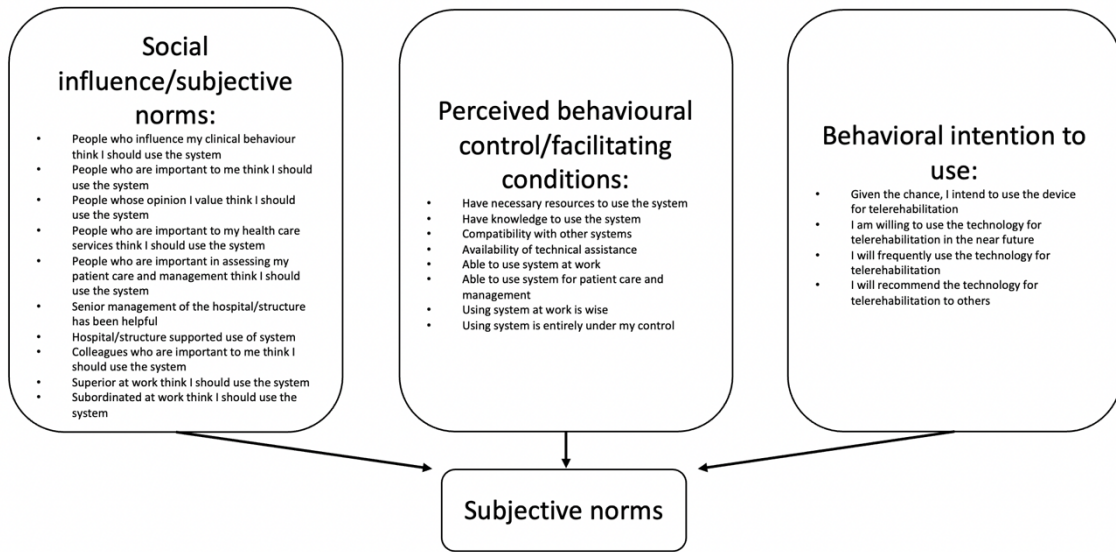 Social
influence/subjective
norms:
• People who influence my clinical behaviour
think I should use the system
• People who are important to me think I should
use the system
• People whose opinion I value think I should
use the system
• People who are important to my health care
services think I should use the system
• People who are important in assessing my
patient care and management think I should
use the system
• Senior management of the hospital/structure
has been helpful
• Hospital/structure supported use of system
• Colleagues who are important to me think I
should use the system
• Superior at work think I should use the system
• Subordinated at work think I should use the
system
Perceived behavioural
control/facilitating
conditions:
• Have necessary resources to use the system
• Have knowledge to use the system
• Compatibility with other systems
• Availability of technical assistance
• Able to use system at work
• Able to use system for patient care and
management
• Using system at work is wise
• Using system is entirely under my control
Behavioral intention to
use:
• Given the chance, I intend to use the device
for telerehabilitation
• I am willing to use the technology for
telerehabilitation in the near future
• I will frequently use the technology for
telerehabilitation
• I will recommend the technology for
telerehabilitation to others
Subjective norms